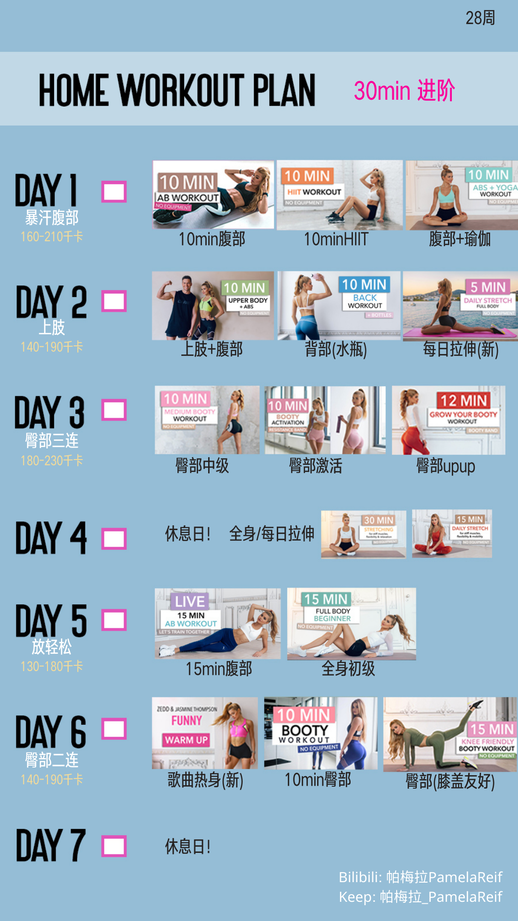 28周
HOME WORKOUT PLAN
30min 进阶
DAY 1
暴汗腹部
160-210千卡
10 MIN
AB WORKOUT
NO EQUIPMENT
10min腹部
10 MIN
HIIT WORKOUT
NO EQUIPMENT
10minHIIT
10 MIN
ABS + YOGA
NO EQUIPMENT
腹部+瑜伽
DAY 2
上肢
140-190千卡
10 MIN
UPPER BODY
+ ABS
上肢+腹部
10 MIN
BACK
WORKOUT
+ BOTTLES
背部(水瓶)
5 MIN
DAILY STRETCH
FULL BODY
每日拉伸(新)
DAY 3
臀部三连
180-230千卡
10 MIN
MEDIUM BOOTY
WORKOUT
NO EQUIPMENT
臀部中级
10 MIN
BOOTY
ACTIVATION
RESISTANCE BAND
臀部激活
12 MIN
GROW YOUR BOOTY
WORKOUT
BOOTY BAND
臀部upup
DAY 4
休息日!
全身/每日拉伸
30 MIN
STRETCHING
15 MIN
DAILY STRETCH
DAY 5
放轻松
130-180千卡
LIVE
15 MIN
AB WORKOUT
LET'S TRAIN TOGETHER
15min腹部
15 MIN
FULL BODY
BEGINNER
NO EQUIPMENT
全身初级
DAY 6
臀部二连
140-190千卡
ZEDD & JASMINE THOMPSON
FUNNY
WARM UP
歌曲热身(新)
10 MIN
BOOTY
WORKOUT
NO EQUIPMENT
10min臀部
15 MIN
KNEE FRIENDLY
BOOTY WORKOUT
NO EQUIPMENT
臀部(膝盖友好)
DAY 7
休息日!
Bilibili: 帕梅拉PamelaReif
Keep: 帕梅拉_PamelaReif